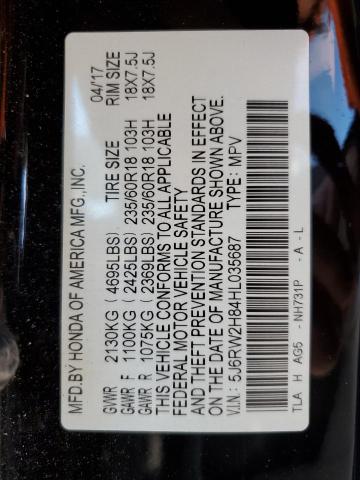 MFD.BY HONDA OF AMERICA MFG.,INC. 04/'17
TIRE SIZE RIM SIZE
GVWR 2130KG (4695LBS)
GAWR F 1100KG (2425LBS) 235/60R18 103H 18X7.5J
GAWR R 1075KG (2369LBS) 235/60R18 103H 18X7.5J
THIS VEHICLE CONFORMS TO ALL APPLICABLE
FEDERAL MOTOR VEHICLE SAFETY
AND THEFT PREVENTION STANDARDS IN EFFECT
ON THE DATE OF MANUFACTURE SHOWN ABOVE.
V.I.N.: 5J6RW2H84HL035687 TYPE: MPV
TLA H AG5 -NH731P - A - L